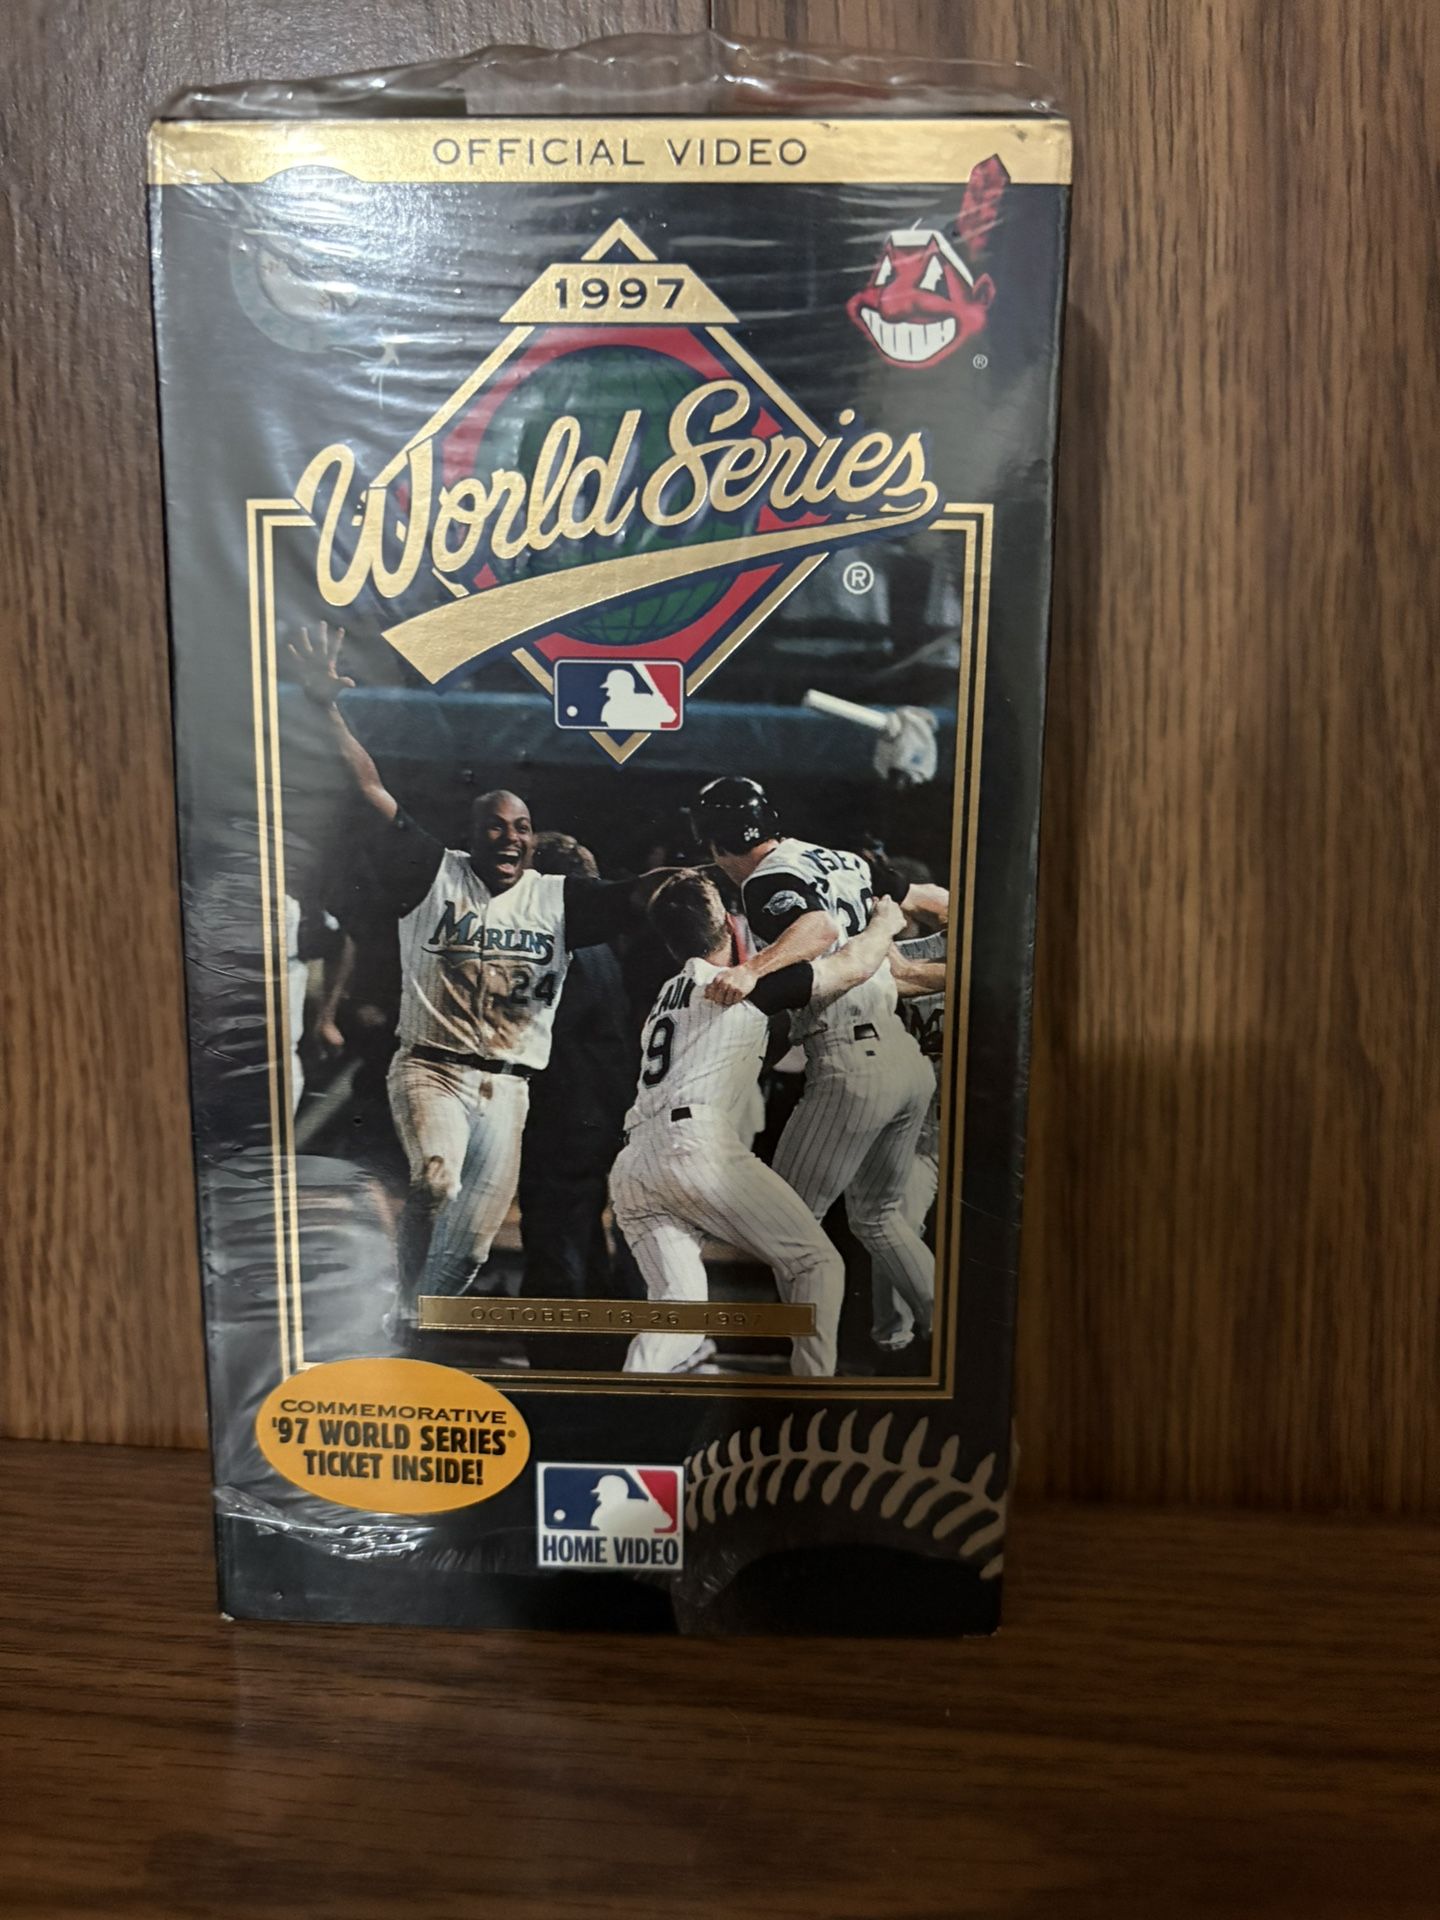 OFFICIAL VIDEO
1997
World Series
®
®
MARLINS
24
9
OCTOBER 18-26 1997
COMMEMORATIVE
'97 WORLD SERIES®
TICKET INSIDE!
HOME VIDEO